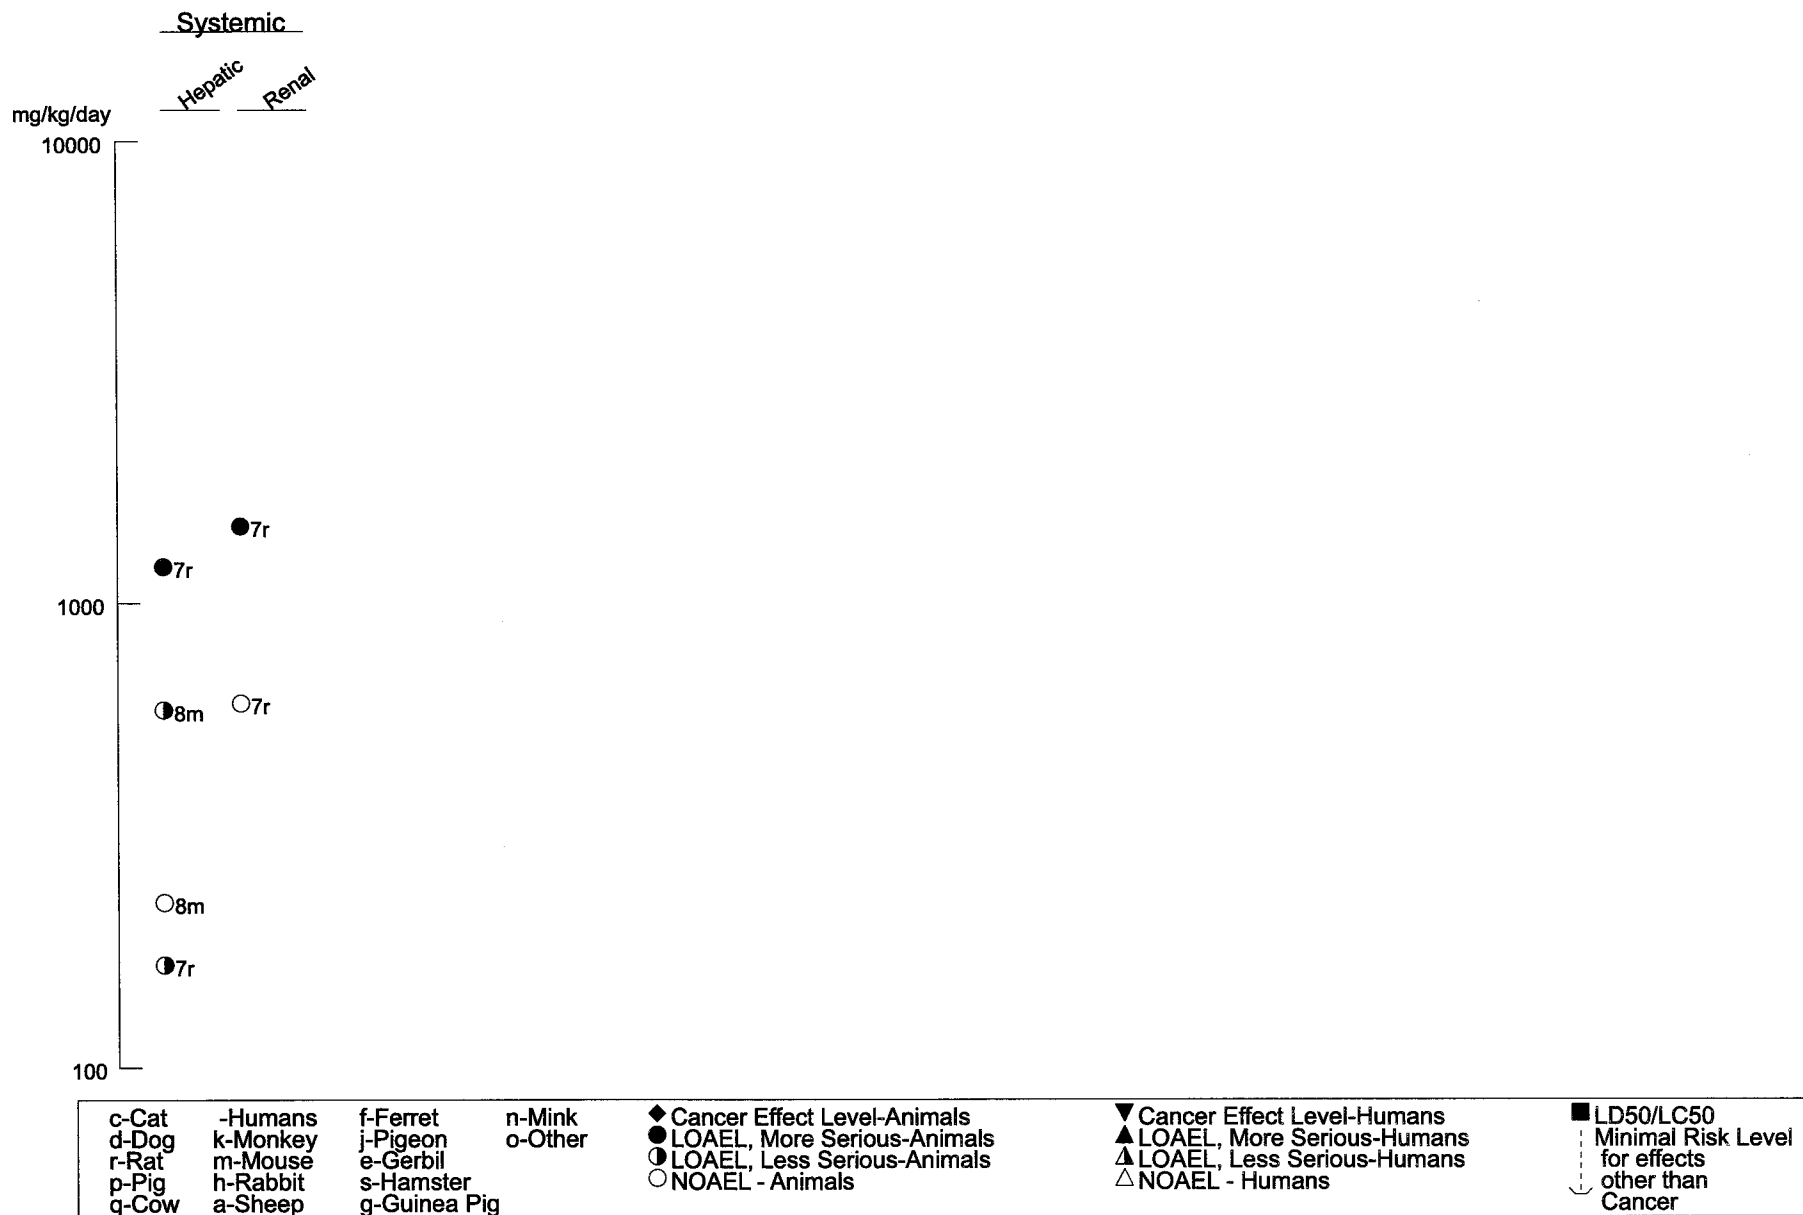 Systemic
Hepatic Renal
mg/kg/day
10000
7r
7r
1000
7r
8m
8m
7r
100
c-Cat -Humans f-Ferret n-Mink
d-Dog k-Monkey j-Pigeon o-Other
r-Rat m-Mouse e-Gerbil
p-Pig h-Rabbit s-Hamster
q-Cow a-Sheep g-Guinea Pig
Cancer Effect Level-Animals
LOAEL, More Serious-Animals
LOAEL, Less Serious-Animals
NOAEL - Animals
Cancer Effect Level-Humans
LOAEL, More Serious-Humans
LOAEL, Less Serious-Humans
NOAEL - Humans
LD50/LC50
Minimal Risk Level
for effects
other than
Cancer